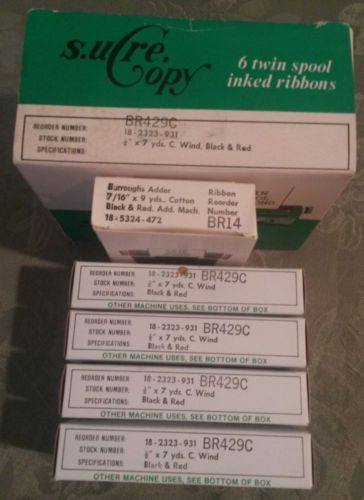 s.uCre.
Copy
6 twin spool
inked ribbons
REORDER NUMBER: BR429C
STOCK NUMBER: 18-2323-931
SPECIFICATIONS: ½" x 7 yds. C. Wind, Black & Red
Burroughs Adder Ribbon
7/16" x 9 yds., Cotton Reorder
Black & Red. Add. Mach. Number
18-5324-472 BR14
REORDER NUMBER: 18-2323-931 BR429C
STOCK NUMBER: ½" x 7 yds. C. Wind
SPECIFICATIONS: Black & Red
OTHER MACHINE USES, SEE BOTTOM OF BOX
REORDER NUMBER: 18-2323-931 BR429C
STOCK NUMBER: ½" x 7 yds. C. Wind
SPECIFICATIONS: Black & Red
OTHER MACHINE USES, SEE BOTTOM OF BOX
REORDER NUMBER: 18-2323-931 BR429C
STOCK NUMBER: ½" x 7 yds. C. Wind
SPECIFICATIONS: Black & Red
OTHER MACHINE USES, SEE BOTTOM OF BOX
REORDER NUMBER: 18-2323-931 BR429C
STOCK NUMBER: ½" x 7 yds. C. Wind
SPECIFICATIONS: Black & Red
OTHER MACHINE USES, SEE BOTTOM OF BOX